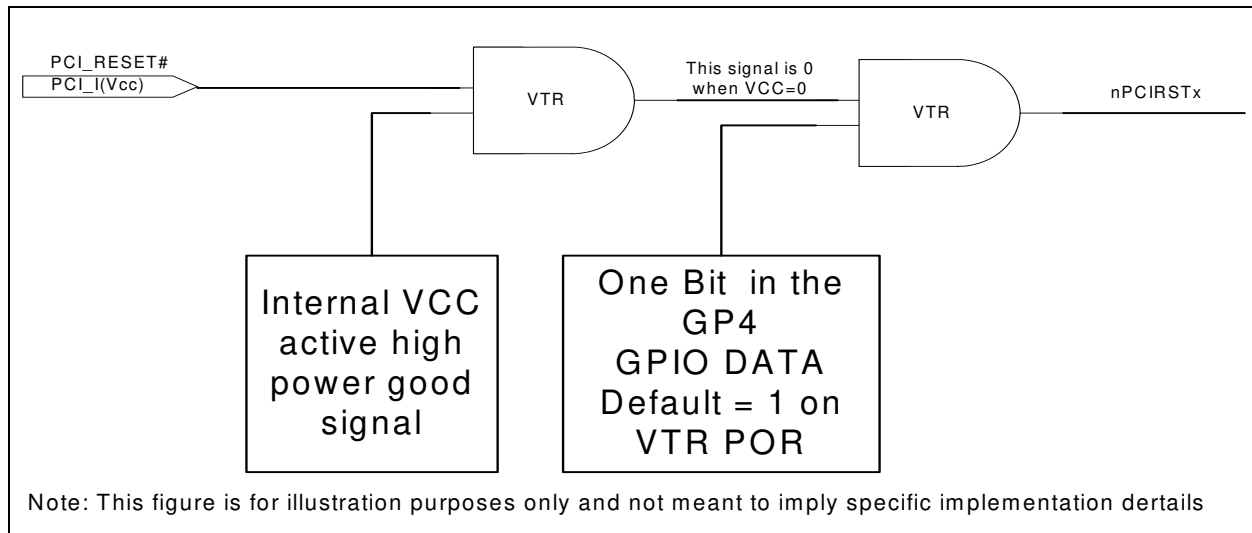 PCI_RESET#
PCI_I(Vcc)
VTR
This signal is 0
when VCC=0
VTR
nPCIRSTx
Internal VCC
active high
power good
signal
One Bit in the
GP4
GPIO DATA
Default = 1 on
VTR POR
Note: This figure is for illustration purposes only and not meant to imply specific implementation dertails